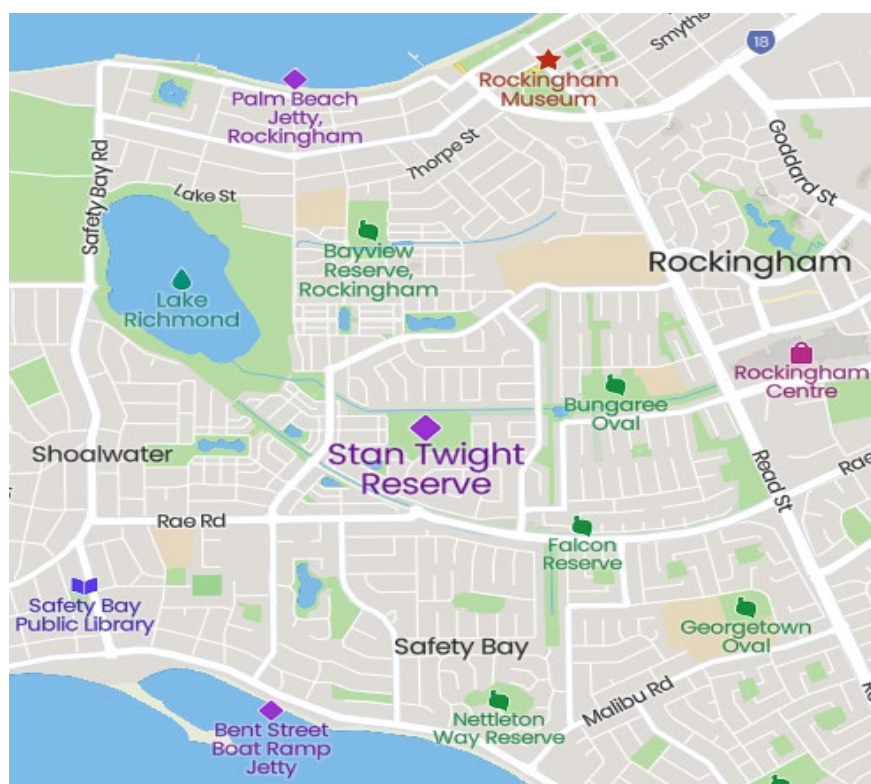 Smythe
18
Rockingham
Museum
Palm Beach
Jetty,
Rockingham
Thorpe St
Goddard St
Safety Bay Rd
Lake St
Bayview
Reserve,
Rockingham
Rockingham
Lake
Richmond
Rockingham
Centre
Bungaree
Oval
Stan Twight
Reserve
Shoalwater
Read St
Rae
Rae Rd
Falcon
Reserve
Safety Bay
Public Library
Georgetown
Oval
Safety Bay
Malibu Rd
Nettleton
Way Reserve
Bent Street
Boat Ramp
Jetty